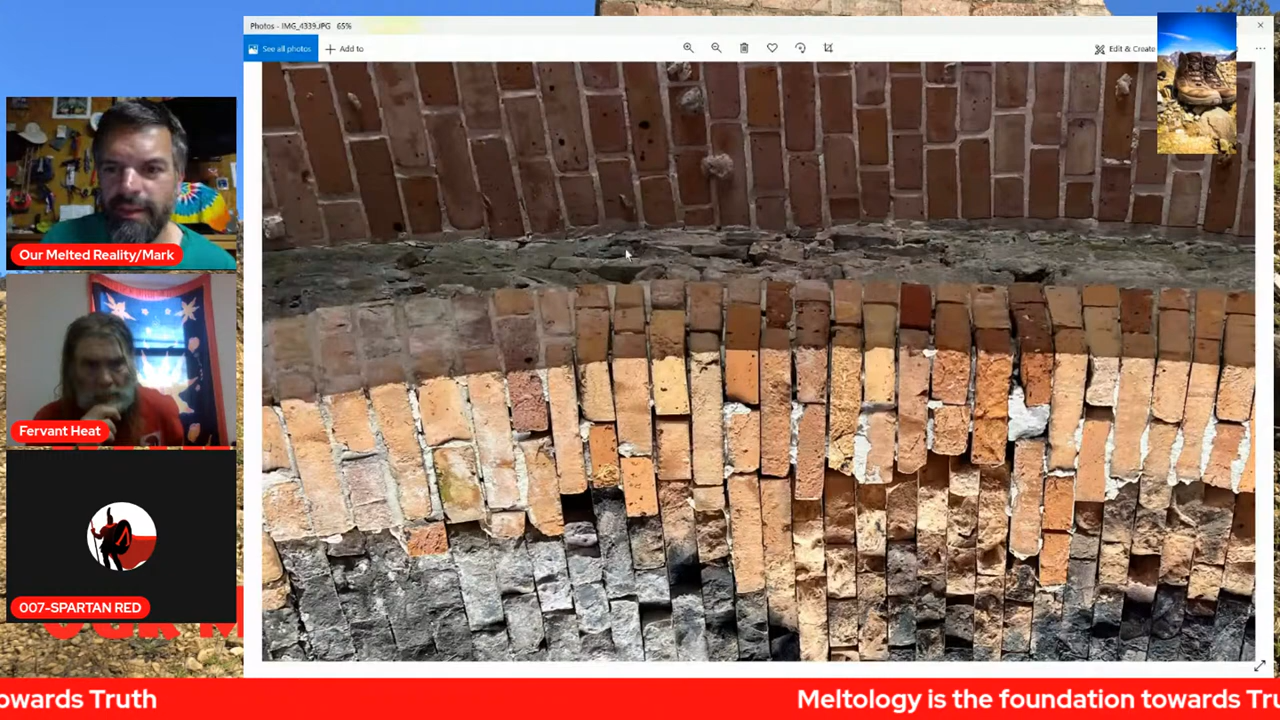 Photos - IMG_4339.JPG 65%
See all photos
Add to
Edit & Create
Our Melted Reality/Mark
Fervant Heat
007-SPARTAN RED
owards Truth
Meltology is the foundation towards Tru